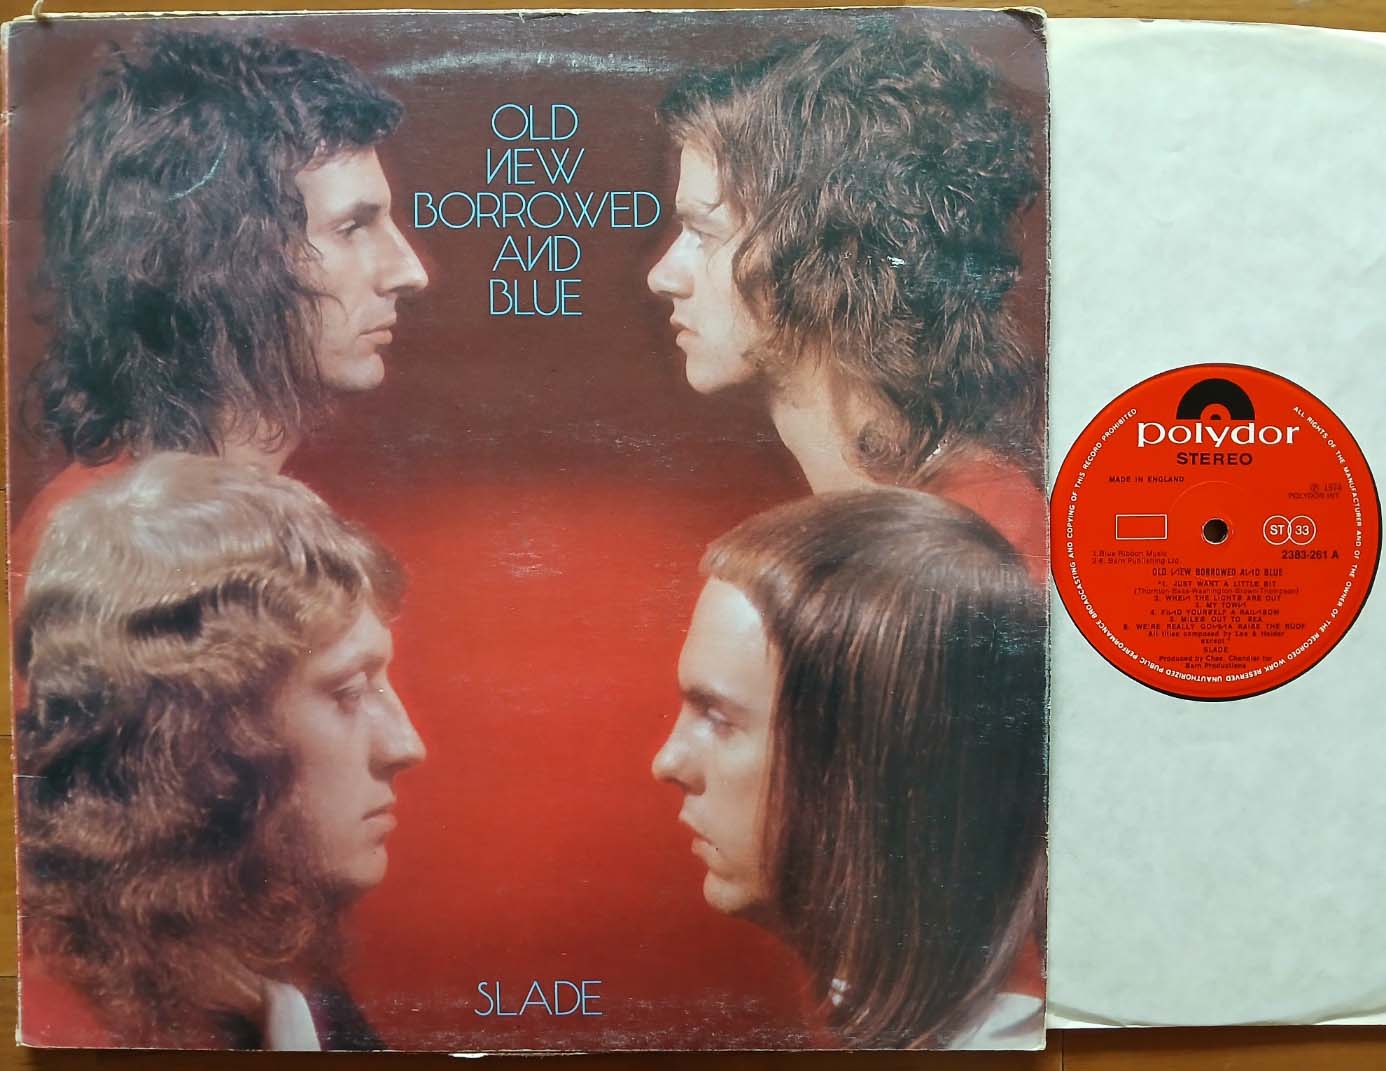 OLD
NEW
BORROWED
AND
BLUE
SLADE
ALL RIGHTS OF THE MANUFACTURER AND OF THE OWNER OF THE RECORDED WORK RESERVED UNAUTHORIZED PUBLIC PERFORMANCE BROADCASTING AND COPYING OF THIS RECORD PROHIBITED
polydor
STEREO
MADE IN ENGLAND
℗ 1974
POLYDOR INT.
ST 33
1. Blue Ribbon Music
2-6. Barn Publishing Ltd.
2383-261 A
OLD NEW BORROWED AND BLUE
*1. JUST WANT A LITTLE BIT
(Thornton-Bass-Washington-Brown-Thompson)
2. WHEN THE LIGHTS ARE OUT
3. MY TOWN
4. FIND YOURSELF A RAINBOW
5. MILES OUT TO SEA
6. WE'RE REALLY GONNA RAISE THE ROOF
All titles composed by Lea & Holder
except *
SLADE
Produced by Chas. Chandler for
Barn Productions